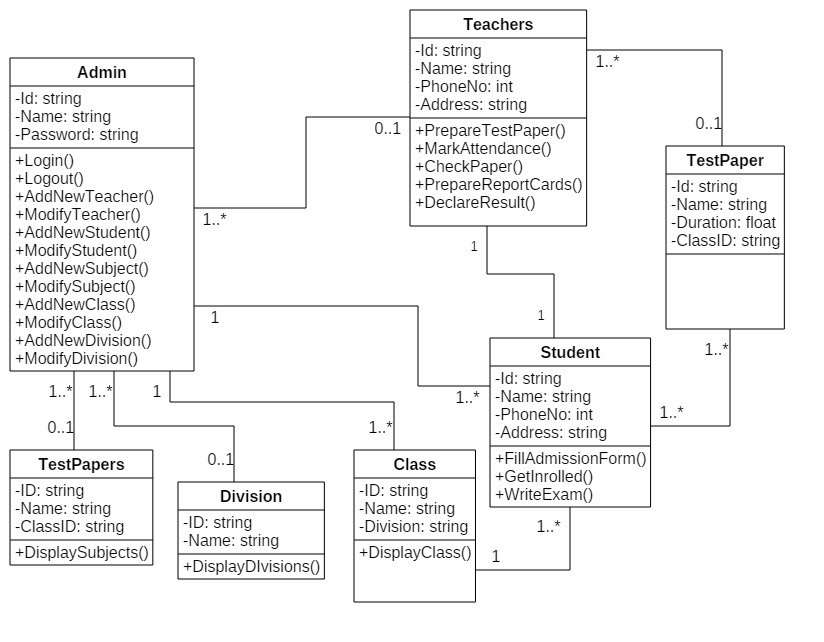 Teachers
-Id: string
-Name: string
-PhoneNo: int
-Address: string
+PrepareTestPaper()
+MarkAttendance()
+CheckPaper()
+PrepareReportCards()
+DeclareResult()
Admin
-Id: string
-Name: string
-Password: string
+Login()
+Logout()
+AddNewTeacher()
+ModifyTeacher()
+AddNewStudent()
+ModifyStudent()
+AddNewSubject()
+ModifySubject()
+AddNewClass()
+ModifyClass()
+AddNewDivision()
+ModifyDivision()
1..*
0..1
0..1
1..*
TestPaper
-Id: string
-Name: string
-Duration: float
-ClassID: string
1
1
1
1..*
1..*
1..*
Student
-Id: string
-Name: string
-PhoneNo: int
-Address: string
+FillAdmissionForm()
+GetInrolled()
+WriteExam()
1..*
1..*
1
0..1
0..1
1..*
TestPapers
-ID: string
-Name: string
-ClassID: string
+DisplaySubjects()
Division
-ID: string
-Name: string
+DisplayDIvisions()
Class
-ID: string
-Name: string
-Division: string
+DisplayClass()
1..*
1